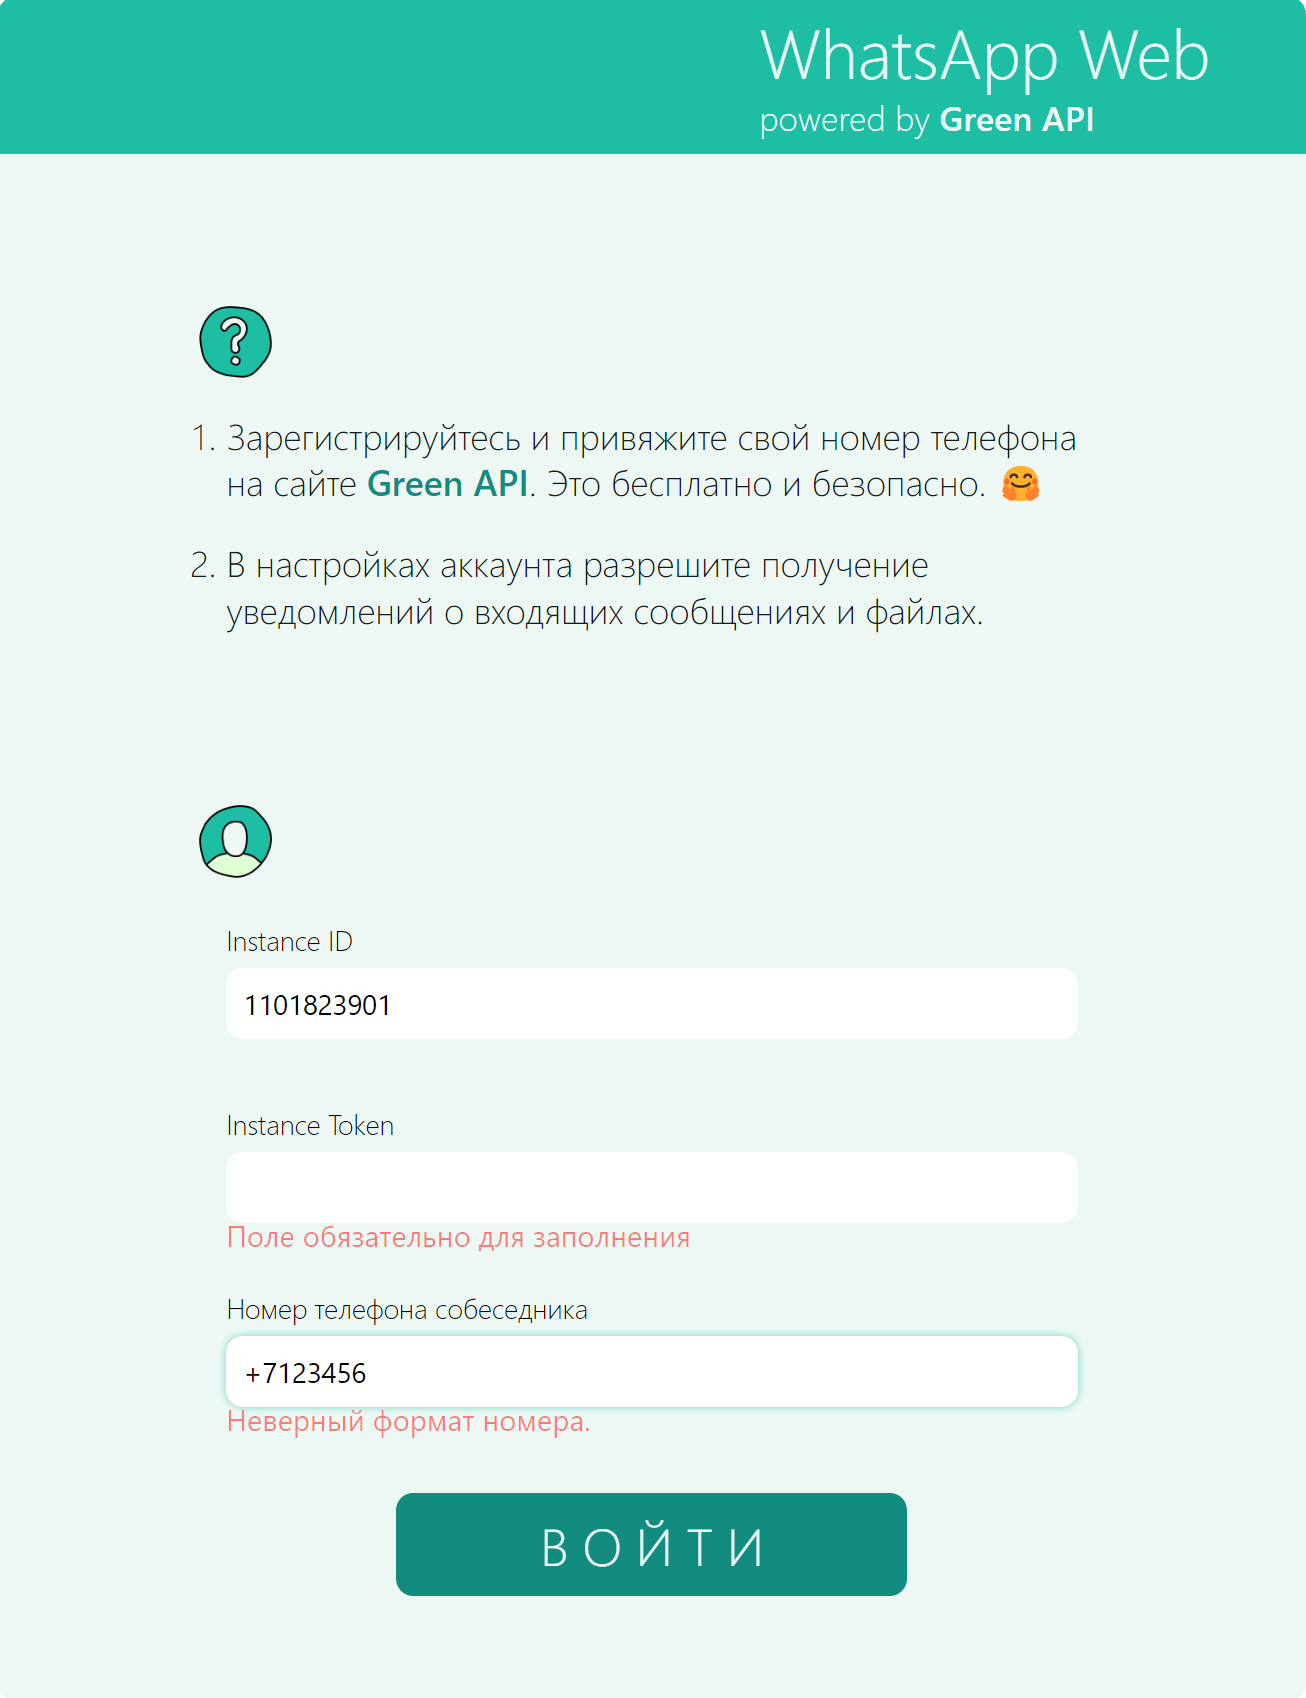 WhatsApp Web
powered by Green API
?
1. Зарегистрируйтесь и привяжите свой номер телефона
на сайте Green API. Это бесплатно и безопасно. 🤗
2. В настройках аккаунта разрешите получение
уведомлений о входящих сообщениях и файлах.
Instance ID
1101823901
Instance Token
Поле обязательно для заполнения
Номер телефона собеседника
+7123456
Неверный формат номера.
ВОЙТИ